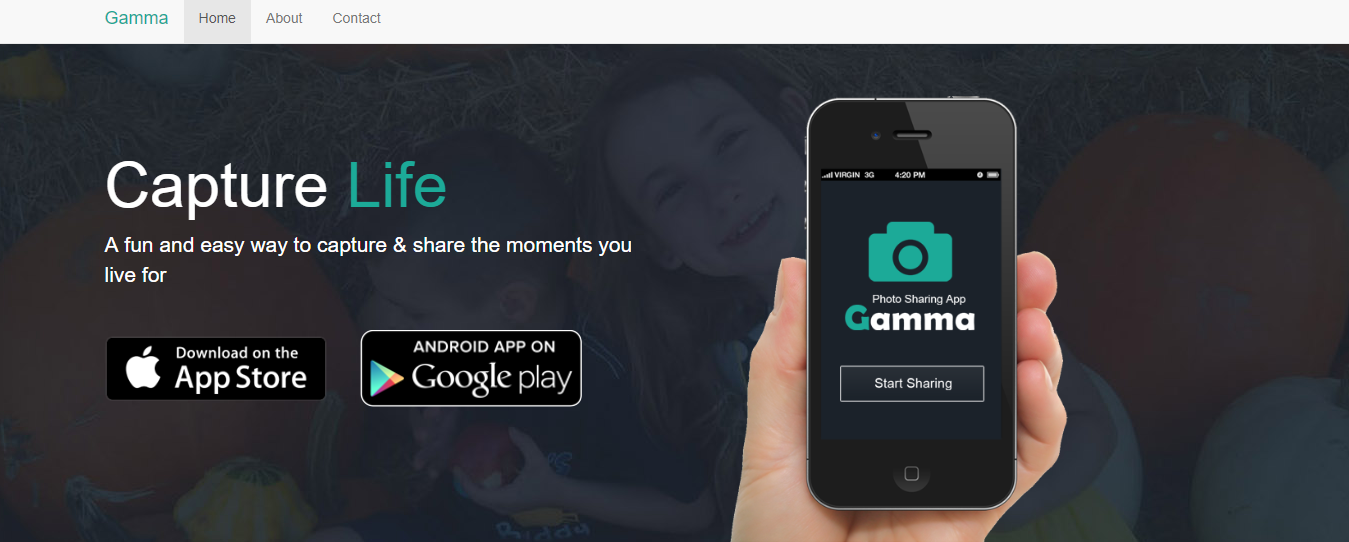 Gamma Home About Contact
Capture Life
A fun and easy way to capture & share the moments you
live for
Download on the
App Store
ANDROID APP ON
Google play
VIRGIN 3G 4:20 PM
Photo Sharing App
Gamma
Start Sharing